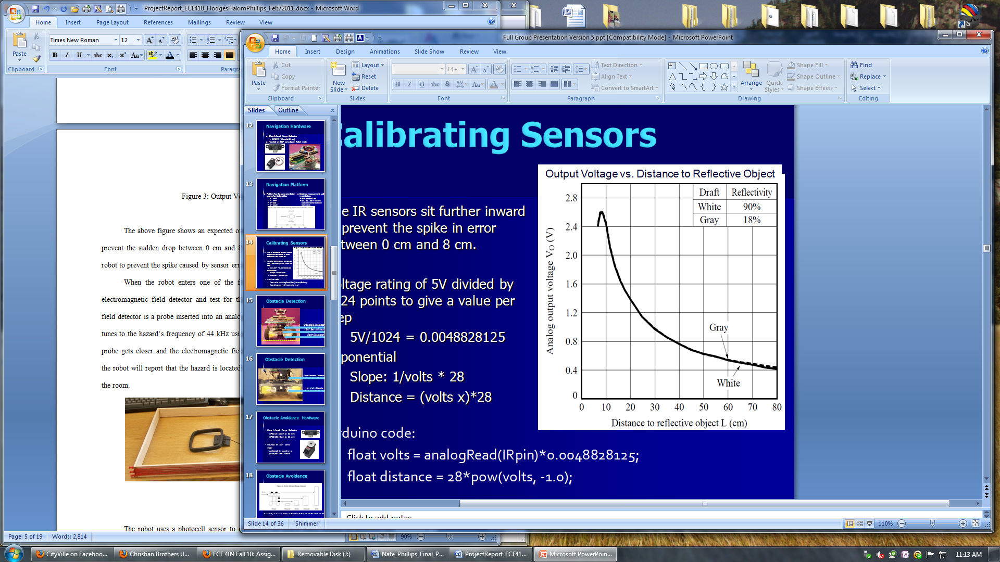 ProjectReport_ECE410_HodgesHakimPhillips_Feb72011.docx - Microsoft Word
Home Insert Page Layout References Mailings Review View
Times New Roman 12
Paste
B I U abc
Clipboard Font
Figure 3: Output
The above figure shows an expected
prevent the sudden drop between 0 cm and
robot to prevent the spike caused by sensor
When the robot enters one of the
electromagnetic field detector and test for
field detector is a probe inserted into an
tunes to the hazard's frequency of 44 kHz
probe gets closer and the electromagnetic
the robot will report that the hazard is located
the room.
The robot uses a photocell sensor to
Page: 5 of 19 Words: 2,814 90%
Full Group Presentation Version 5.ppt [Compatibility Mode] - Microsoft PowerPoint
Home Insert Design Animations Slide Show Review View
Paste
Cut
Copy
Format Painter
New Slide
Layout
Reset
Delete
14+
B I U abc S AV Aa A
Text Direction
Align Text
Convert to SmartArt
Arrange
Quick Styles
Shape Fill
Shape Outline
Shape Effects
Find
Replace
Select
Clipboard Slides Font Paragraph Drawing Editing
Slides Outline
12
Navigation Hardware
13
Navigation Platform
14
Calibrating Sensors
15
Obstacle Detection
16
Obstacle Detection
17
Obstacle Avoidance Hardware
18
Obstacle Avoidance
alibrating Sensors
e IR sensors sit further inward
prevent the spike in error
tween 0 cm and 8 cm.
ltage rating of 5V divided by
24 points to give a value per
ep
5V/1024 = 0.0048828125
ponential
Slope: 1/volts * 28
Distance = (volts x)*28
duino code:
float volts = analogRead(IRpin)*0.0048828125;
float distance = 28*pow(volts, -1.0);
Output Voltage vs. Distance to Reflective Object
Draft Reflectivity
White 90%
Gray 18%
Analog output voltage VO (V)
2.8
2.4
2.0
1.6
1.2
0.8
0.4
0
Gray
White
0 10 20 30 40 50 60 70 80
Distance to reflective object L (cm)
Click to add notes
Slide 14 of 36 "Shimmer" 110%
CityVille on Faceboo...
Christian Brothers U...
ECE 409 Fall 10: Assig...
Removable Disk (J:)
Nate_Phillips_Final_P...
ProjectReport_ECE41...
Microsoft PowerPoin...
11:13 AM